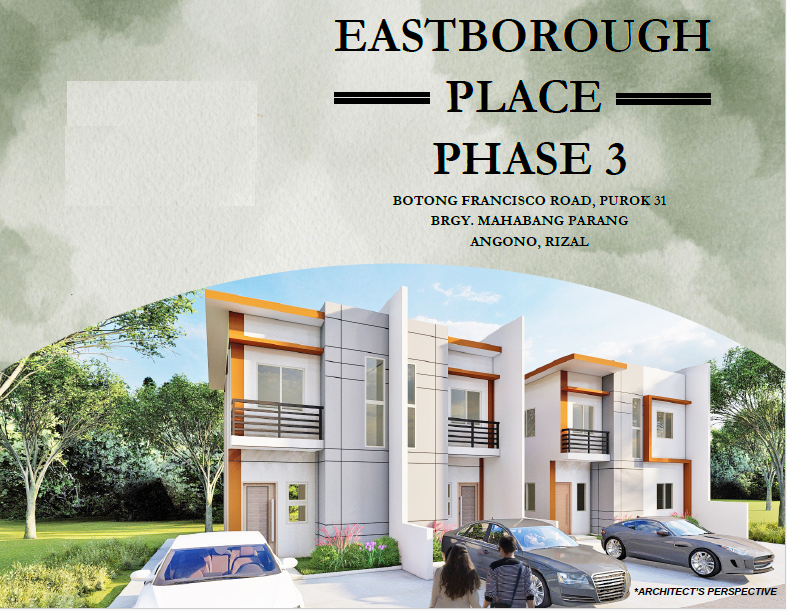 EASTBOROUGH
PLACE
PHASE 3
BOTONG FRANCISCO ROAD, PUROK 31
BRGY. MAHABANG PARANG
ANGONO, RIZAL
*ARCHITECT'S PERSPECTIVE